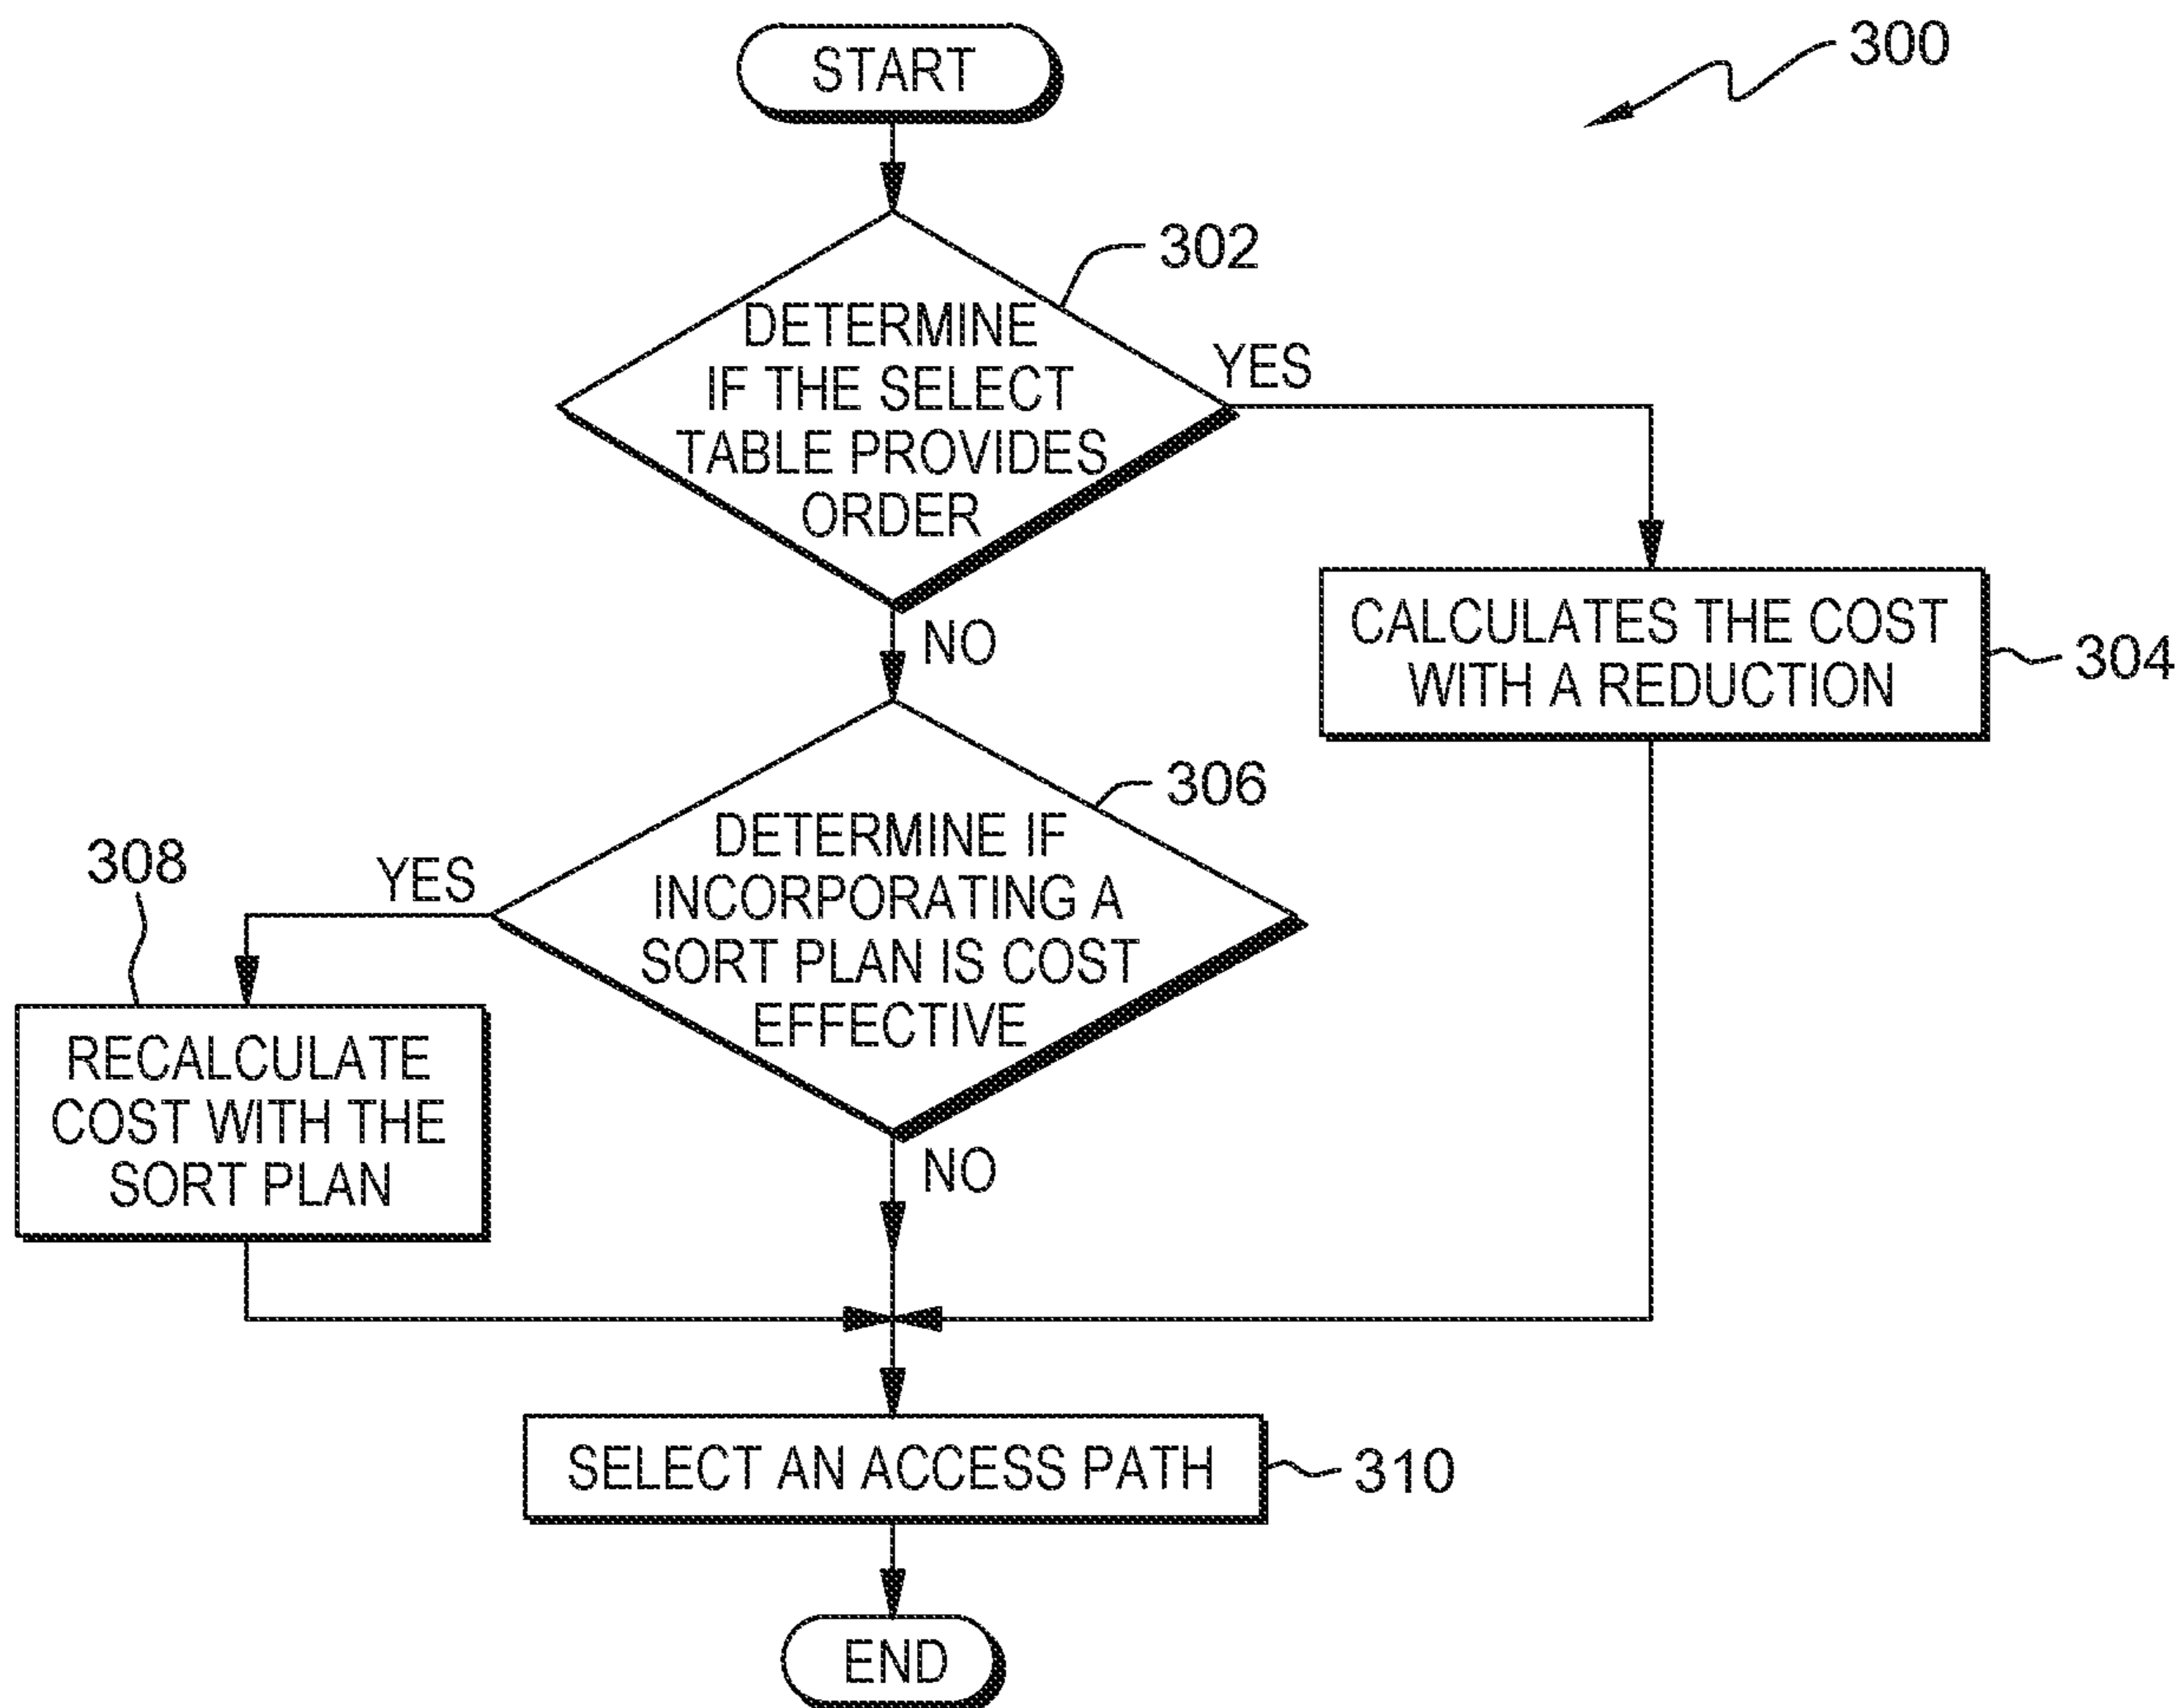 START
300
302
DETERMINE
IF THE SELECT
TABLE PROVIDES
ORDER
YES
NO
CALCULATES THE COST
WITH A REDUCTION
304
306
DETERMINE IF
INCORPORATING A
SORT PLAN IS COST
EFFECTIVE
YES
308
RECALCULATE
COST WITH THE
SORT PLAN
NO
SELECT AN ACCESS PATH
310
END